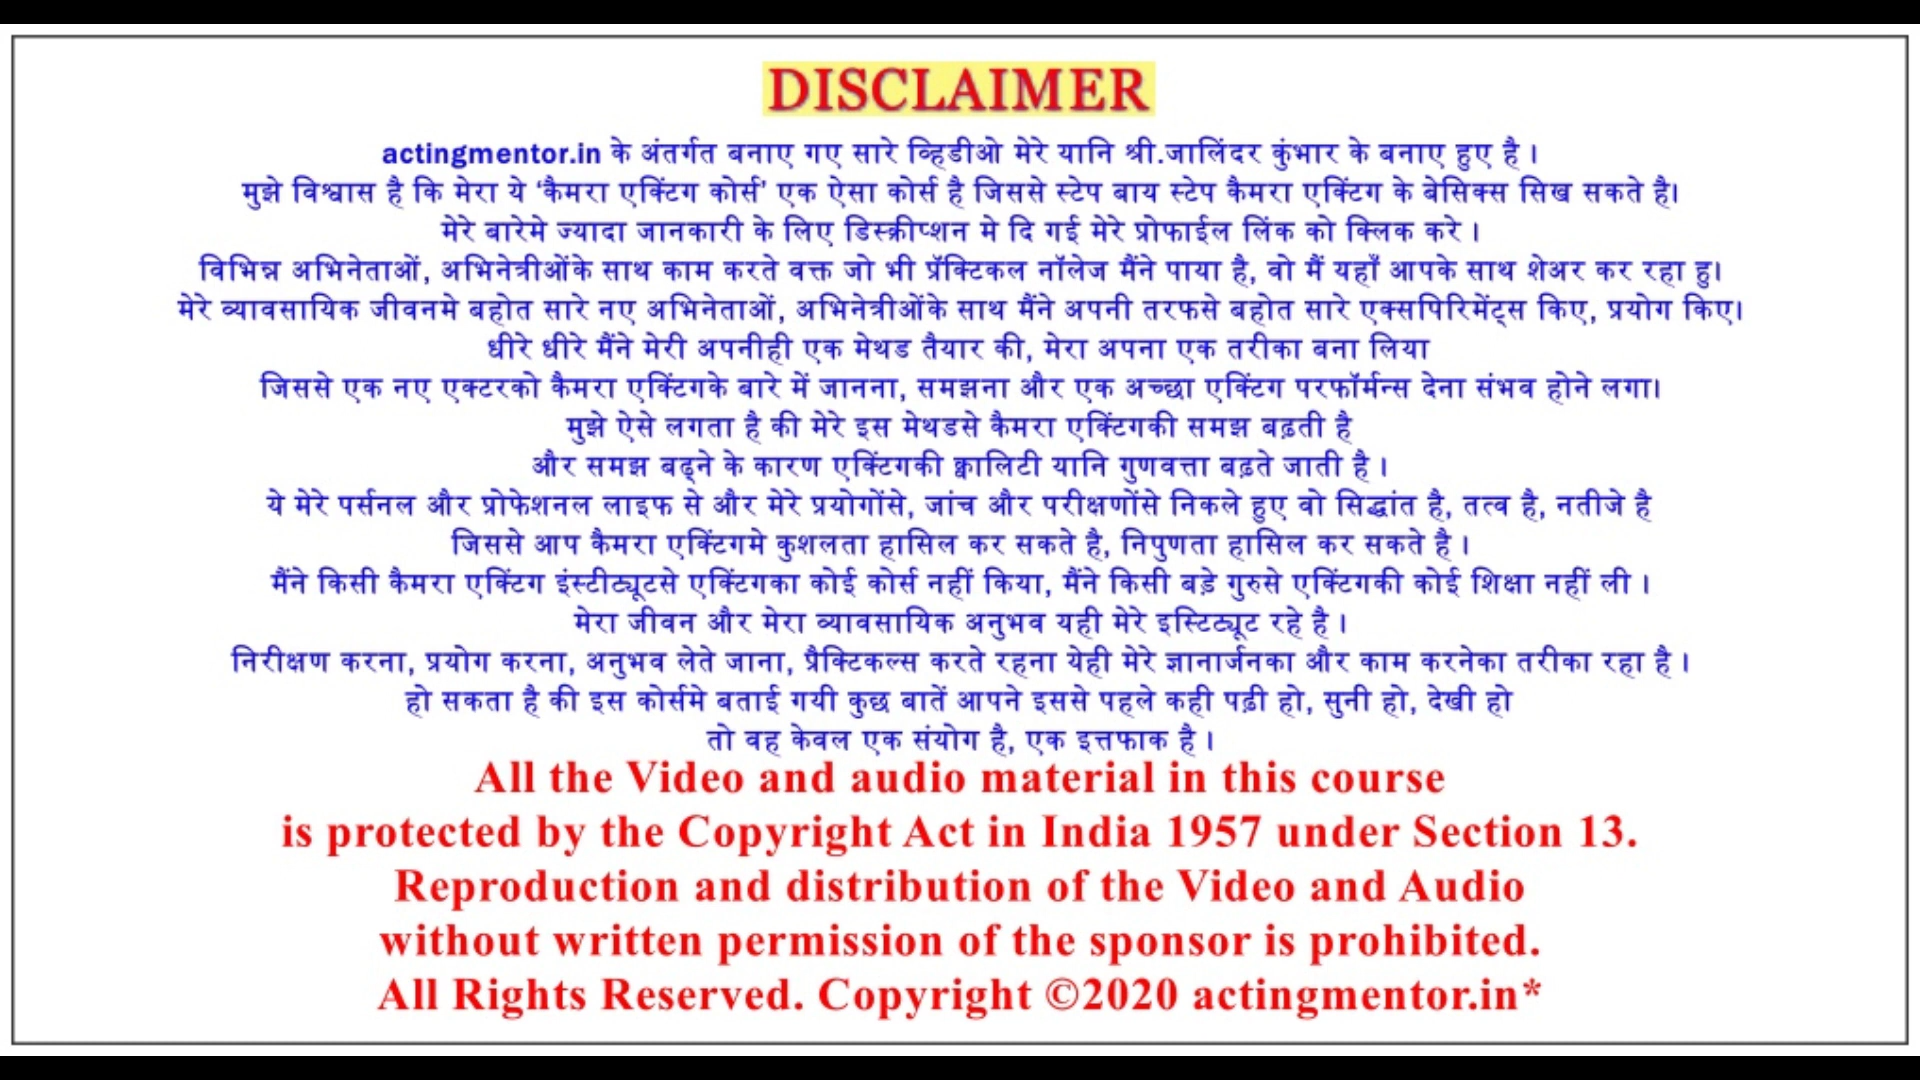 DISCLAIMER
actingmentor.in के अंतर्गत बनाए गए सारे व्हिडीओ मेरे यानि श्री.जालिंदर कुंभार के बनाए हुए है ।
मुझे विश्वास है कि मेरा ये ‘कैमरा एक्टिंग कोर्स’ एक ऐसा कोर्स है जिससे स्टेप बाय स्टेप कैमरा एक्टिंग के बेसिक्स सिख सकते है।
मेरे बारेमे ज्यादा जानकारी के लिए डिस्क्रीप्शन मे दि गई मेरे प्रोफाईल लिंक को क्लिक करे ।
विभिन्न अभिनेताओं, अभिनेत्रीओंके साथ काम करते वक्त जो भी प्रॅक्टिकल नॉलेज मैंने पाया है, वो मैं यहाँ आपके साथ शेअर कर रहा हु।
मेरे व्यावसायिक जीवनमे बहोत सारे नए अभिनेताओं, अभिनेत्रीओंके साथ मैंने अपनी तरफसे बहोत सारे एक्सपिरिमेंट्स किए, प्रयोग किए।
धीरे धीरे मैंने मेरी अपनीही एक मेथड तैयार की, मेरा अपना एक तरीका बना लिया
जिससे एक नए एक्टरको कैमरा एक्टिंगके बारे में जानना, समझना और एक अच्छा एक्टिंग परफॉर्मन्स देना संभव होने लगा।
मुझे ऐसे लगता है की मेरे इस मेथडसे कैमरा एक्टिंगकी समझ बढ़ती है
और समझ बढ़ने के कारण एक्टिंगकी क्वालिटी यानि गुणवत्ता बढ़ते जाती है ।
ये मेरे पर्सनल और प्रोफेशनल लाइफ से और मेरे प्रयोगोंसे, जांच और परीक्षणोंसे निकले हुए वो सिद्धांत है, तत्व है, नतीजे है
जिससे आप कैमरा एक्टिंगमे कुशलता हासिल कर सकते है, निपुणता हासिल कर सकते है ।
मैंने किसी कैमरा एक्टिंग इंस्टीट्यूटसे एक्टिंगका कोई कोर्स नहीं किया, मैंने किसी बड़े गुरुसे एक्टिंगकी कोई शिक्षा नहीं ली ।
मेरा जीवन और मेरा व्यावसायिक अनुभव यही मेरे इस्टिट्यूट रहे है ।
निरीक्षण करना, प्रयोग करना, अनुभव लेते जाना, प्रैक्टिकल्स करते रहना येही मेरे ज्ञानार्जनका और काम करनेका तरीका रहा है ।
हो सकता है की इस कोर्समे बताई गयी कुछ बातें आपने इससे पहले कही पढ़ी हो, सुनी हो, देखी हो
तो वह केवल एक संयोग है, एक इत्तफाक है ।
All the Video and audio material in this course
is protected by the Copyright Act in India 1957 under Section 13.
Reproduction and distribution of the Video and Audio
without written permission of the sponsor is prohibited.
All Rights Reserved. Copyright ©2020 actingmentor.in*